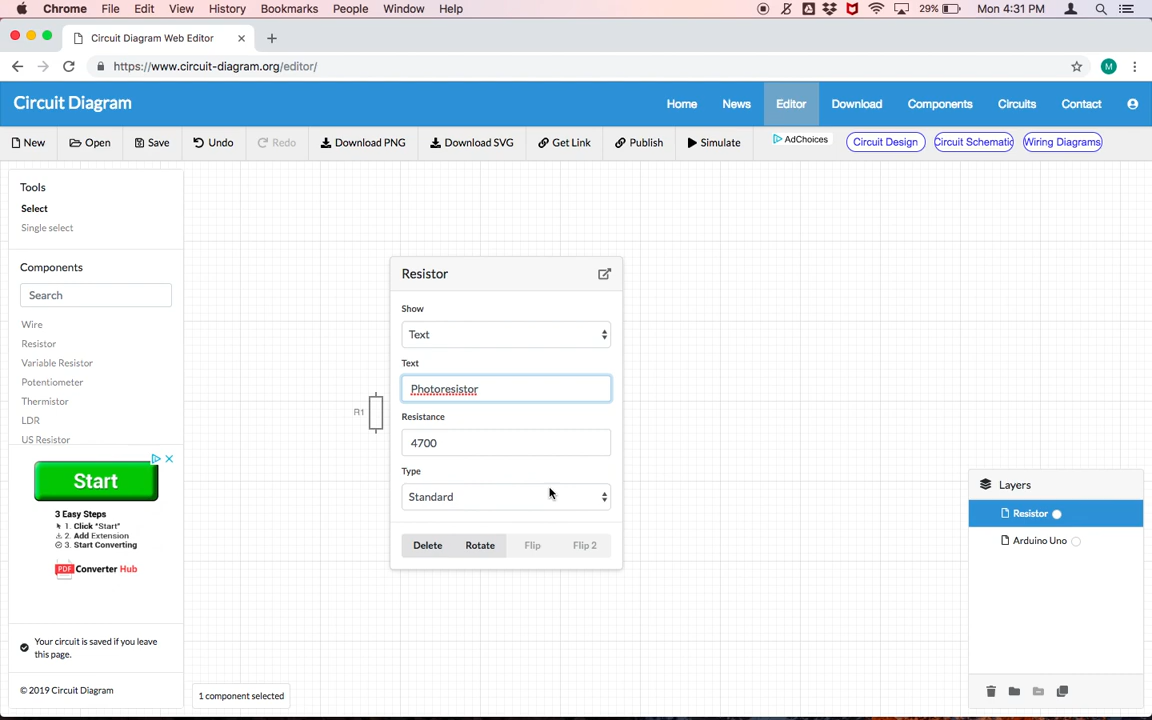 Chrome File Edit View History Bookmarks People Window Help 29% Mon 4:31 PM
Circuit Diagram Web Editor
https://www.circuit-diagram.org/editor/
M
Circuit Diagram Home News Editor Download Components Circuits Contact
New Open Save Undo Redo Download PNG Download SVG Get Link Publish Simulate AdChoices Circuit Design Circuit Schematic Wiring Diagrams
Tools
Select
Single select
Components
Search
Wire
Resistor
Variable Resistor
Potentiometer
Thermistor
LDR
US Resistor
Start
3 Easy Steps
1. Click "Start"
2. Add Extension
3. Start Converting
PDF Converter Hub
Your circuit is saved if you leave
this page.
© 2019 Circuit Diagram
R1
Resistor
Show
Text
Text
Photoresistor
Resistance
4700
Type
Standard
Delete Rotate Flip Flip 2
1 component selected
Layers
Resistor
Arduino Uno